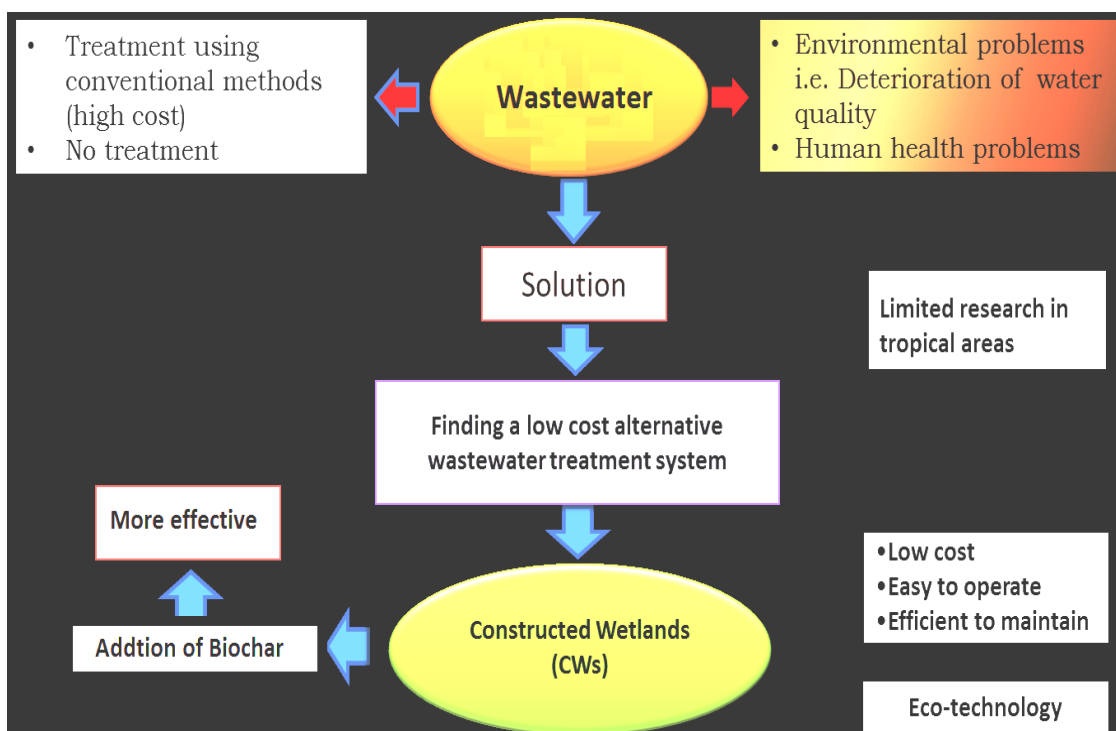 • Treatment using
conventional methods
(high cost)
• No treatment
Wastewater
• Environmental problems
i.e. Deterioration of water
quality
• Human health problems
Solution
Limited research in
tropical areas
Finding a low cost alternative
wastewater treatment system
More effective
•Low cost
•Easy to operate
•Efficient to maintain
Addtion of Biochar
Constructed Wetlands
(CWs)
Eco-technology